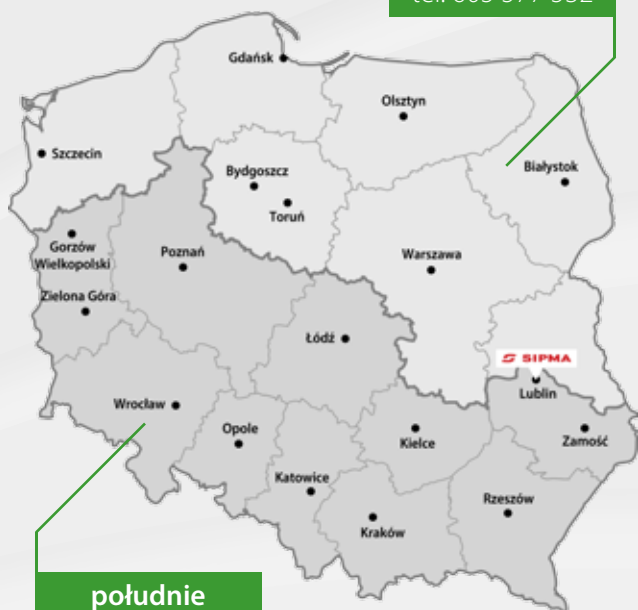 Gdańsk
Olsztyn
Szczecin
Bydgoszcz
Białystok
Toruń
Gorzów
Wielkopolski
Poznań
Warszawa
Zielona Góra
Łódź
SIPMA
Lublin
Wrocław
Opole
Kielce
Zamość
Katowice
Rzeszów
Kraków
południe